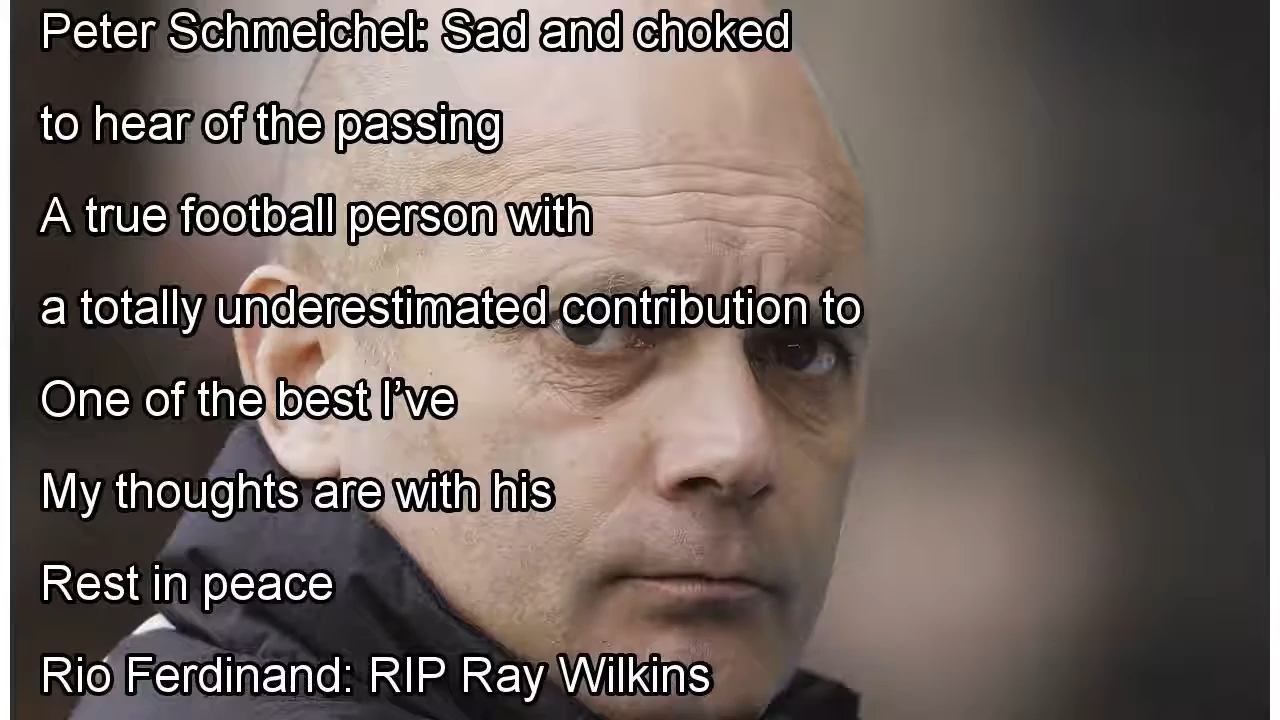 Peter Schmeichel: Sad and choked
to hear of the passing
A true football person with
a totally underestimated contribution to
One of the best I’ve
My thoughts are with his
Rest in peace
Rio Ferdinand: RIP Ray Wilkins